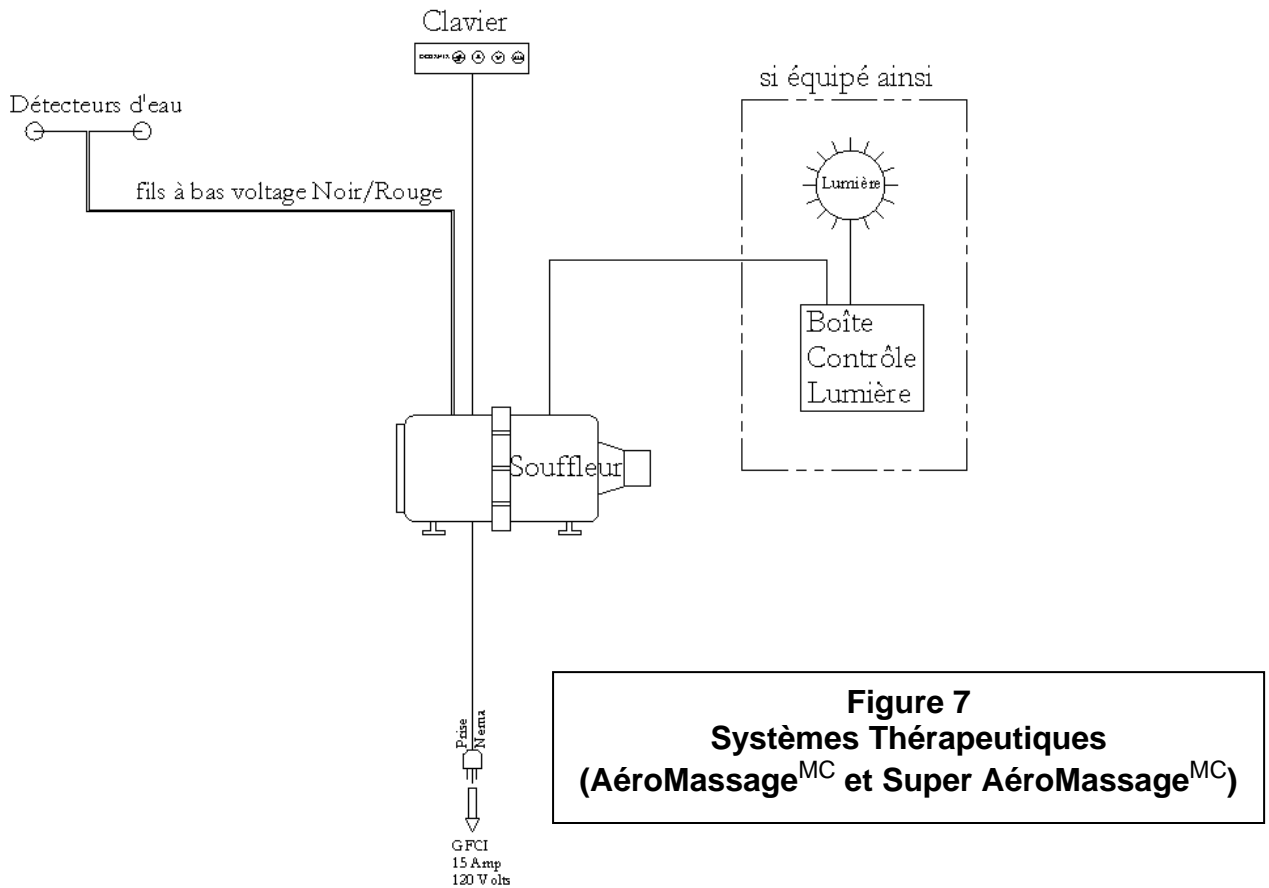 Clavier
Détecteurs d'eau
si équipé ainsi
Lumière
fils à bas voltage Noir/Rouge
Boîte
Contrôle
Lumière
Souffleur
Prise
Nema
Figure 7
Systèmes Thérapeutiques
(AéroMassageMC et Super AéroMassageMC)
GFCI
15 Amp
120 Volts